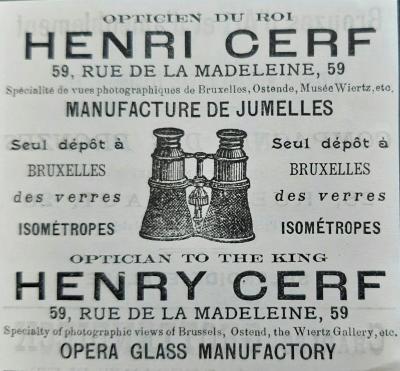 OPTICIEN DU ROI
HENRI CERF
59, RUE DE LA MADELEINE, 59
Spécialité de vues photographiques de Bruxelles, Ostende, Musée Wiertz, etc.
MANUFACTURE DE JUMELLES
Seul dépôt à
BRUXELLES
des verres
ISOMÉTROPES
Seul dépôt à
BRUXELLES
des verres
ISOMÉTROPES
OPTICIAN TO THE KING
HENRY CERF
59, RUE DE LA MADELEINE, 59
Specialty of photographic views of Brussels, Ostend, the Wiertz Gallery, etc.
OPERA GLASS MANUFACTORY